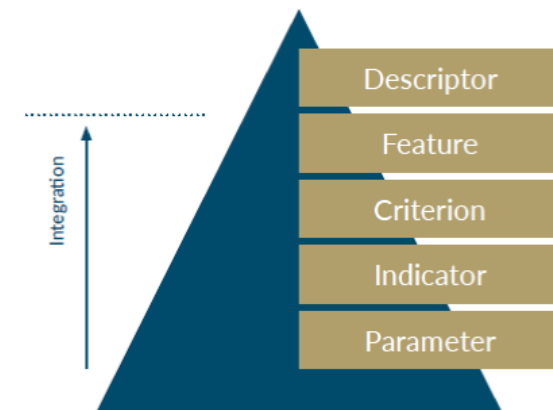 Descriptor
Feature
Criterion
Indicator
Parameter
Integration